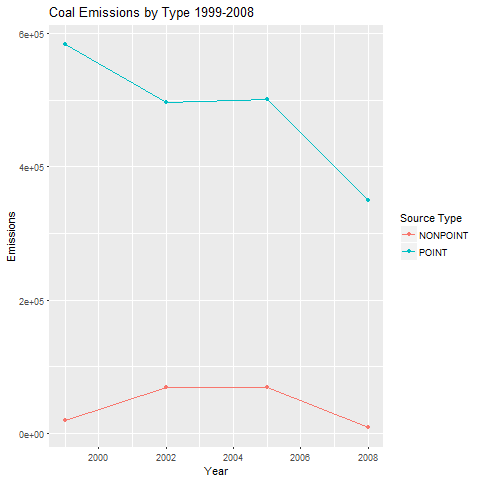 Coal Emissions by Type 1999-2008
6e+05
4e+05
2e+05
0e+00
Emissions
2000 2002 2004 2006 2008
Year
Source Type
NONPOINT
POINT